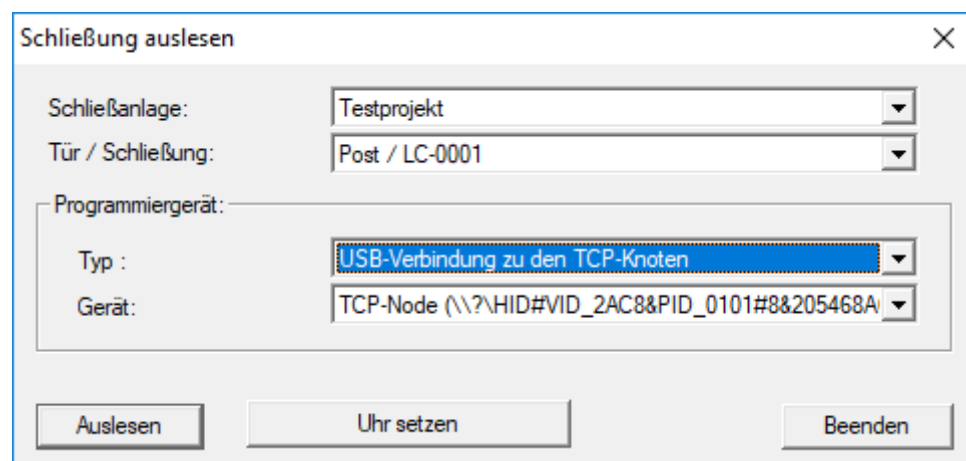 Schließung auslesen
Schließanlage: Testprojekt
Tür / Schließung: Post / LC-0001
Programmiergerät:
Typ : USB-Verbindung zu den TCP-Knoten
Gerät: TCP-Node (\\?\HID#VID_2AC8&PID_0101#8&205468A
Auslesen Uhr setzen Beenden